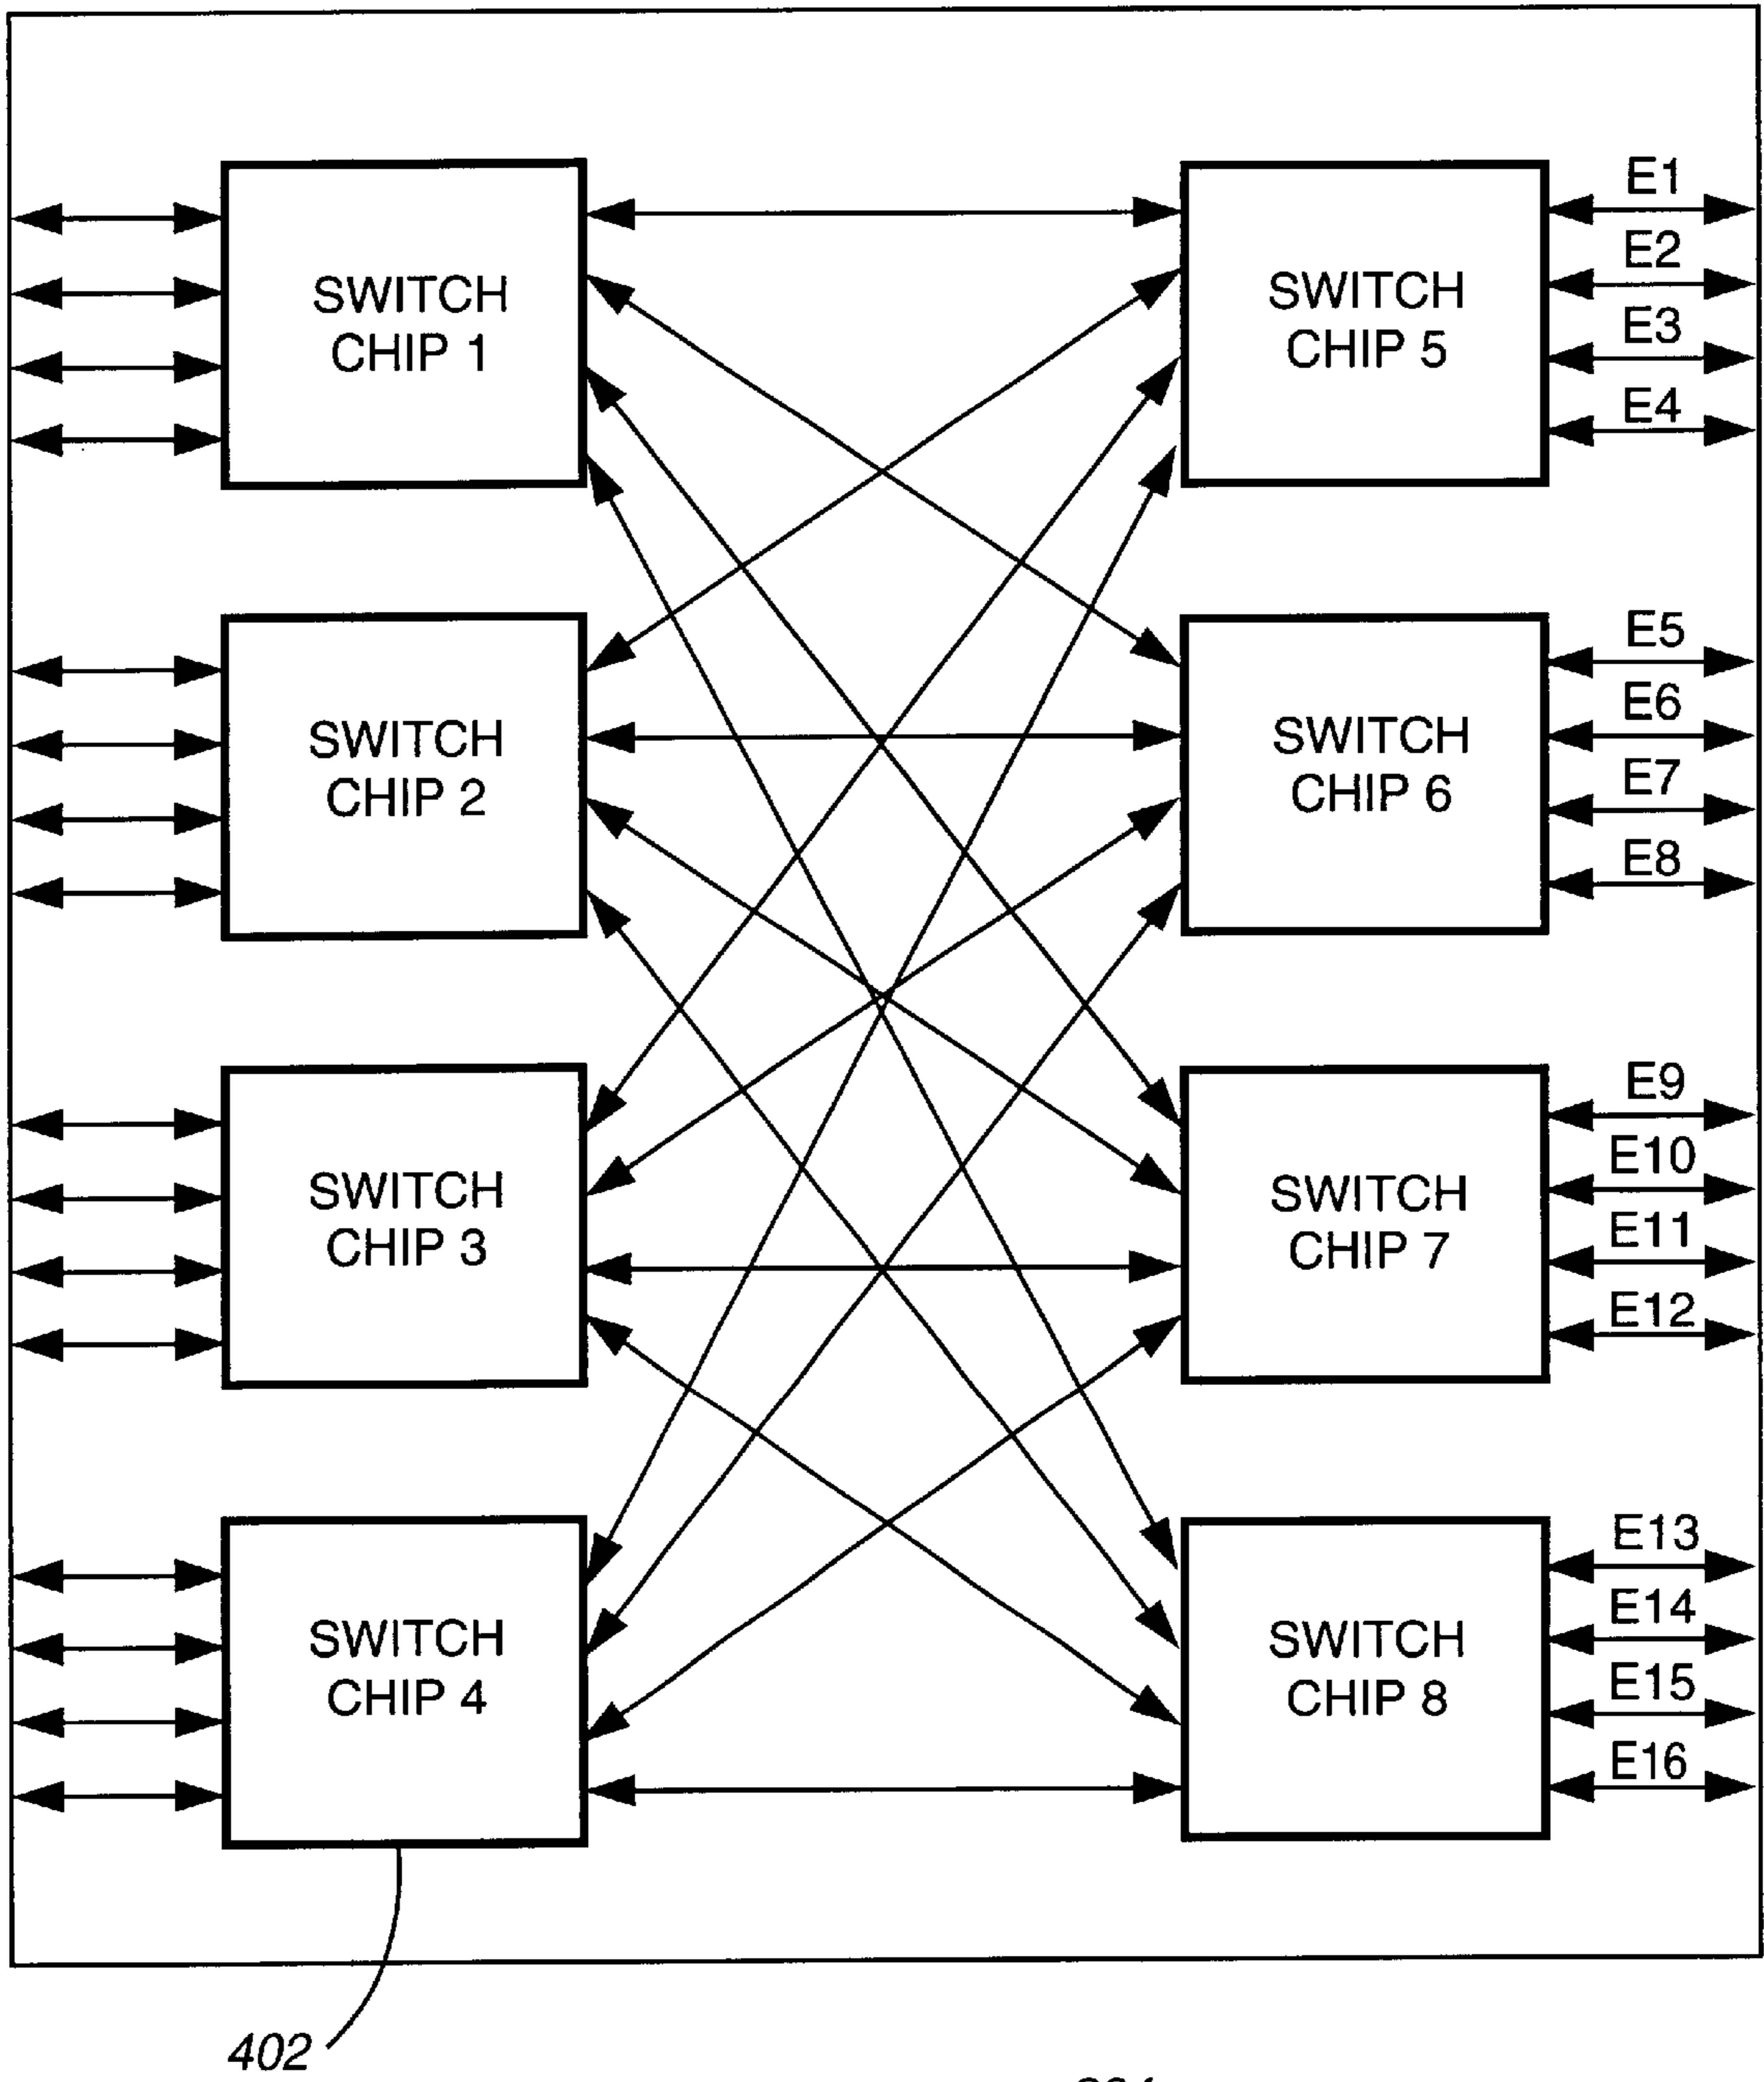 SWITCH
CHIP 1
SWITCH
CHIP 5
E1
E2
E3
E4
SWITCH
CHIP 2
SWITCH
CHIP 6
E5
E6
E7
E8
SWITCH
CHIP 3
SWITCH
CHIP 7
E9
E10
E11
E12
SWITCH
CHIP 4
SWITCH
CHIP 8
E13
E14
E15
E16
402